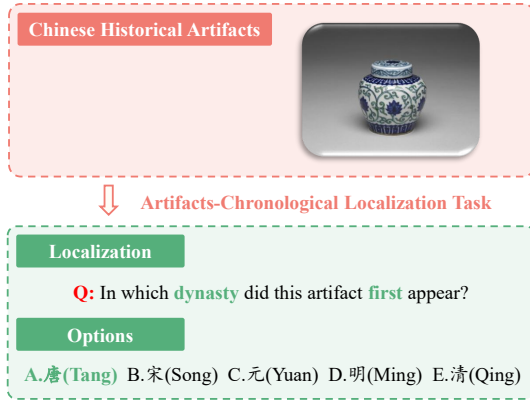 Chinese Historical Artifacts
Artifacts-Chronological Localization Task
Localization
Q: In which dynasty did this artifact first appear?
Options
A.唐(Tang) B.宋(Song) C.元(Yuan) D.明(Ming) E.清(Qing)